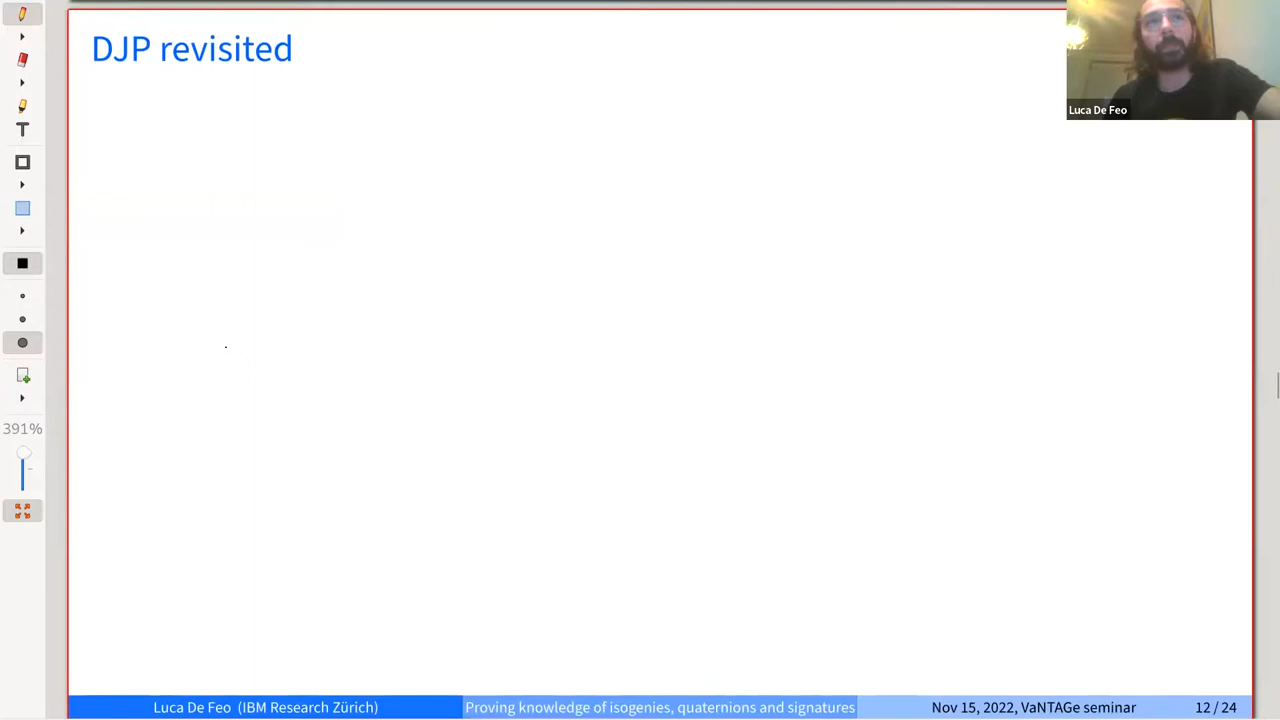 DJP revisited
Luca De Feo
391%
Luca De Feo (IBM Research Zürich)
Proving knowledge of isogenies, quaternions and signatures
Nov 15, 2022, VaNTAGe seminar
12 / 24